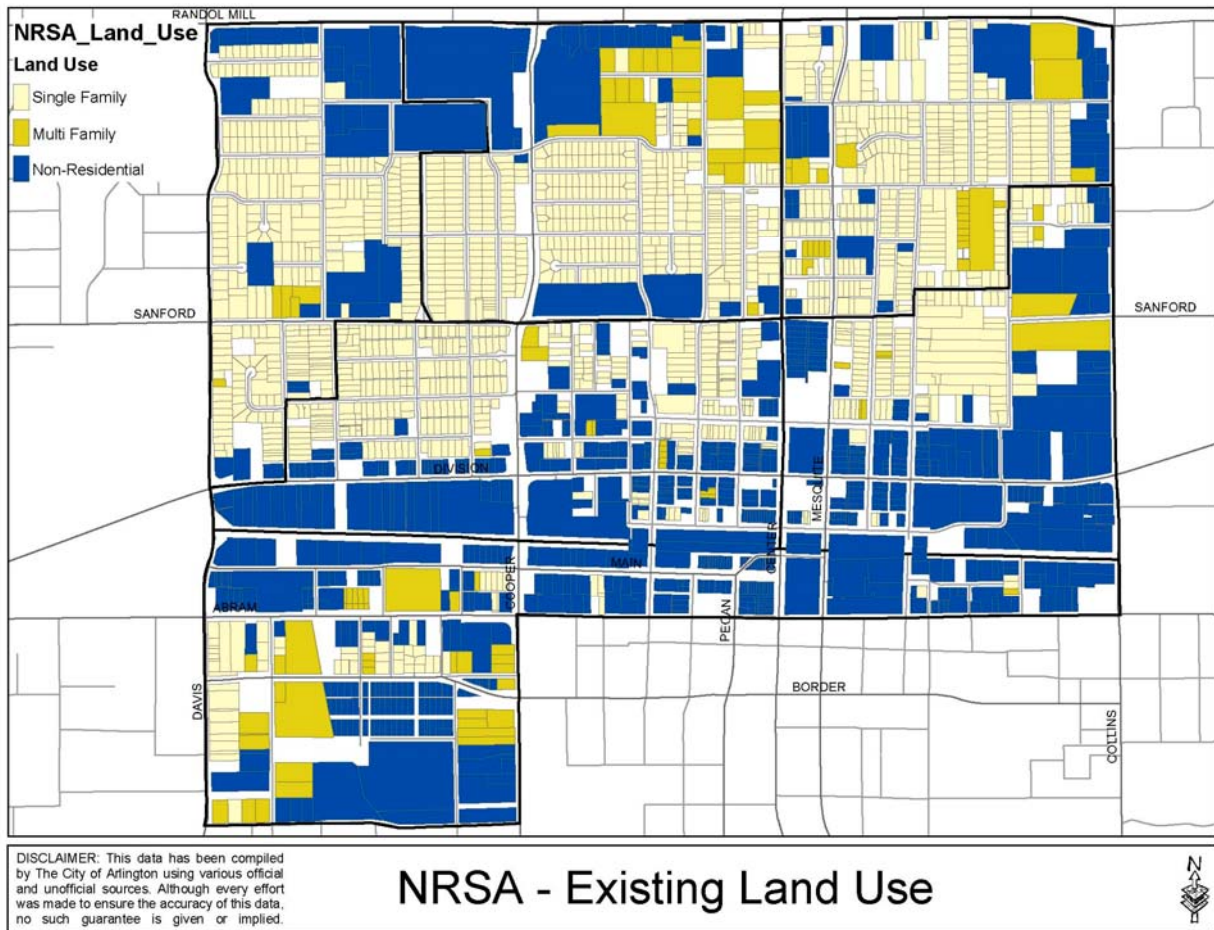 RANDOL MILL
NRSA_Land_Use
Land Use
Single Family
Multi Family
Non-Residential
SANFORD
SANFORD
DIVISION
MESQUITE
CENTER
COOPER
MAIN
ABRAM
PECAN
DAVIS
BORDER
COLLINS
DISCLAIMER: This data has been compiled
by The City of Arlington using various official
and unofficial sources. Although every effort
was made to ensure the accuracy of this data,
no such guarantee is given or implied.
NRSA - Existing Land Use
N